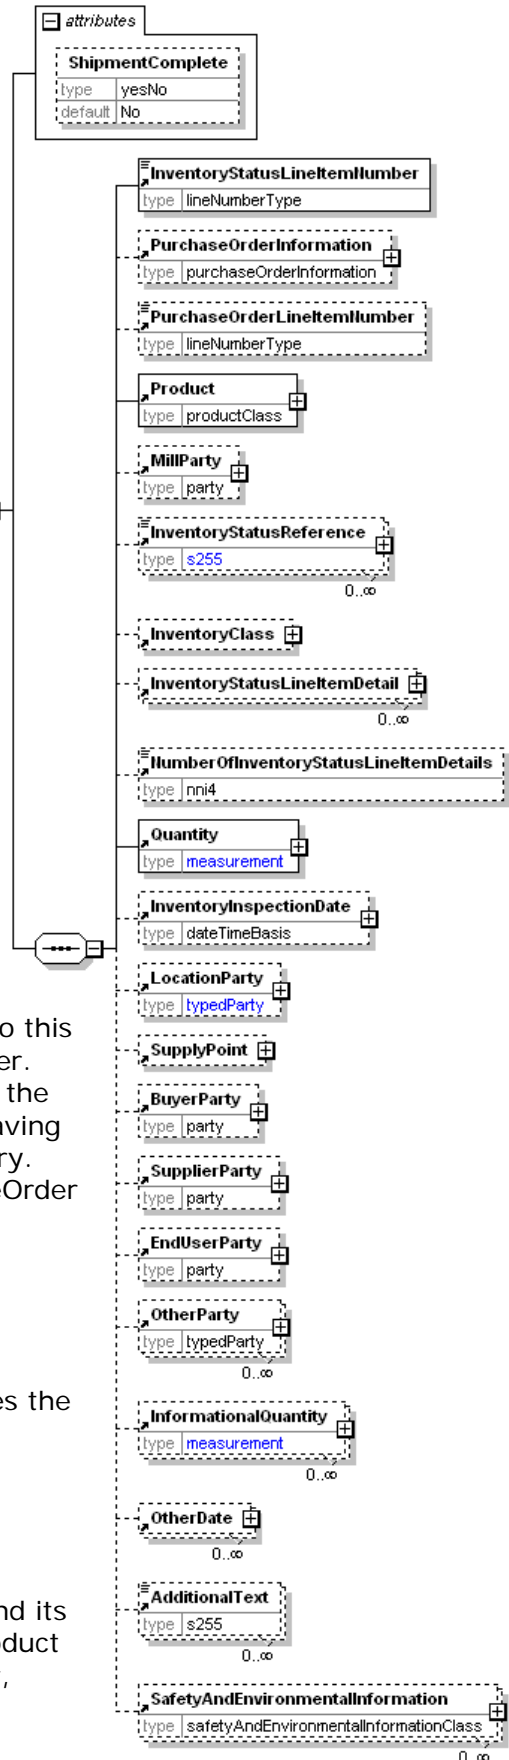 attributes
ShipmentComplete
type yesNo
default No
InventoryStatusLineItemNumber
type lineNumberType
PurchaseOrderInformation
type purchaseOrderInformation
PurchaseOrderLineItemNumber
type lineNumberType
Product
type productClass
MillParty
type party
InventoryStatusReference
type s255
0..∞
InventoryClass
InventoryStatusLineItemDetail
0..∞
NumberOfInventoryStatusLineItemDetails
type nni4
Quantity
type measurement
InventoryInspectionDate
type dateTimeBasis
LocationParty
type typedParty
o this
SupplyPoint
er.
the
BuyerParty
type party
aving
ry.
SupplierParty
type party
eOrder
EndUserParty
type party
OtherParty
type typedParty
0..∞
es the
InformationalQuantity
type measurement
0..∞
OtherDate
0..∞
AdditionalText
type s255
nd its
oduct
0..∞
,
SafetyAndEnvironmentalInformation
type safetyAndEnvironmentalInformationClass
0..∞